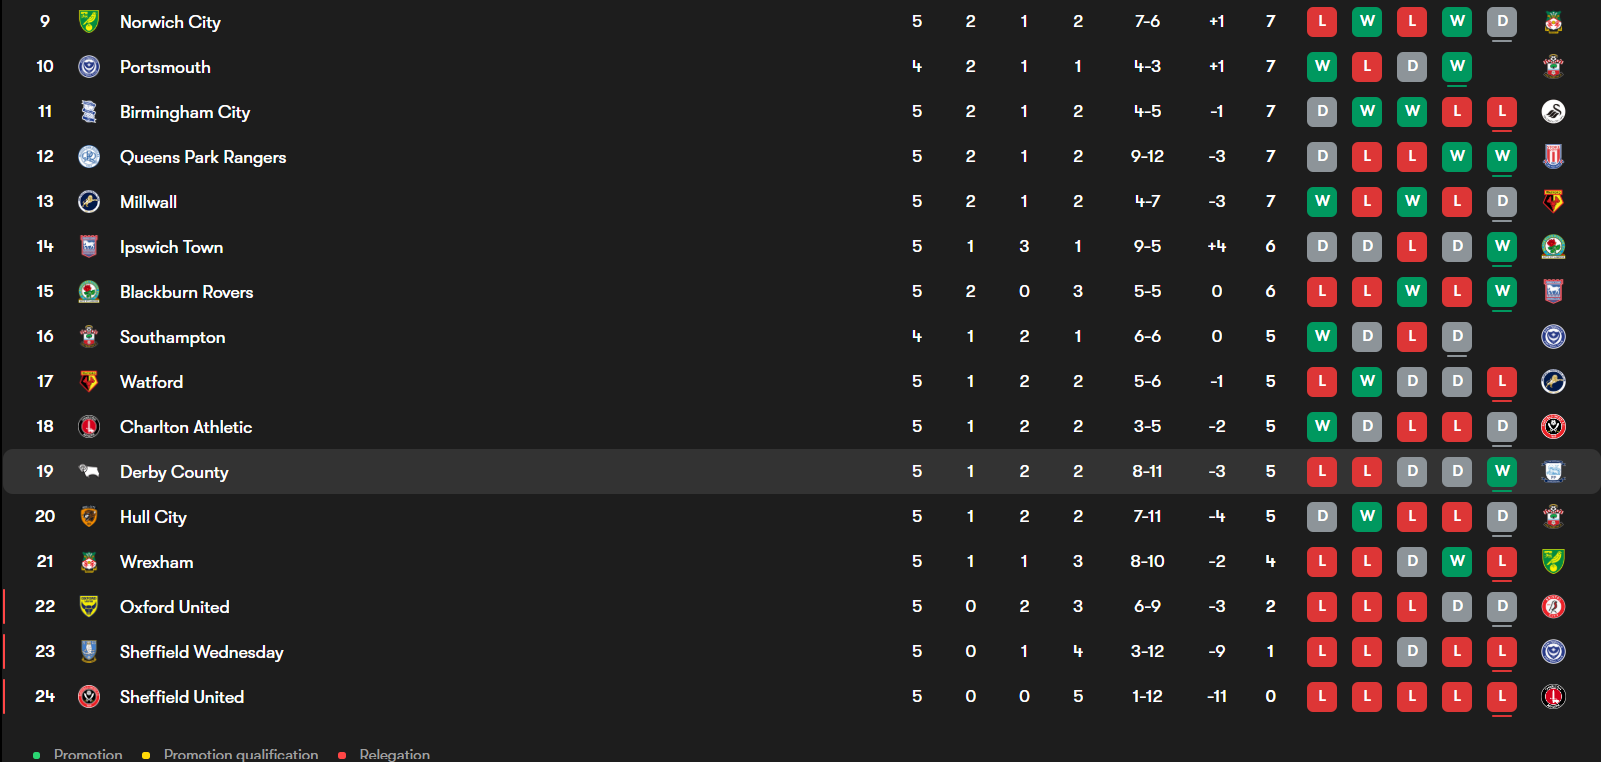 9 Norwich City 5 2 1 2 7-6 +1 7 L W L W D
10 Portsmouth 4 2 1 1 4-3 +1 7 W L D W
11 Birmingham City 5 2 1 2 4-5 -1 7 D W W L L
12 Queens Park Rangers 5 2 1 2 9-12 -3 7 D L L W W
13 Millwall 5 2 1 2 4-7 -3 7 W L W L D
14 Ipswich Town 5 1 3 1 9-5 +4 6 D D L D W
15 Blackburn Rovers 5 2 0 3 5-5 0 6 L L W L W
16 Southampton 4 1 2 1 6-6 0 5 W D L D
17 Watford 5 1 2 2 5-6 -1 5 L W D D L
18 Charlton Athletic 5 1 2 2 3-5 -2 5 W D L L D
19 Derby County 5 1 2 2 8-11 -3 5 L L D D W
20 Hull City 5 1 2 2 7-11 -4 5 D W L L D
21 Wrexham 5 1 1 3 8-10 -2 4 L L D W L
22 Oxford United 5 0 2 3 6-9 -3 2 L L L D D
23 Sheffield Wednesday 5 0 1 4 3-12 -9 1 L L D L L
24 Sheffield United 5 0 0 5 1-12 -11 0 L L L L L
Promotion Promotion qualification Relegation